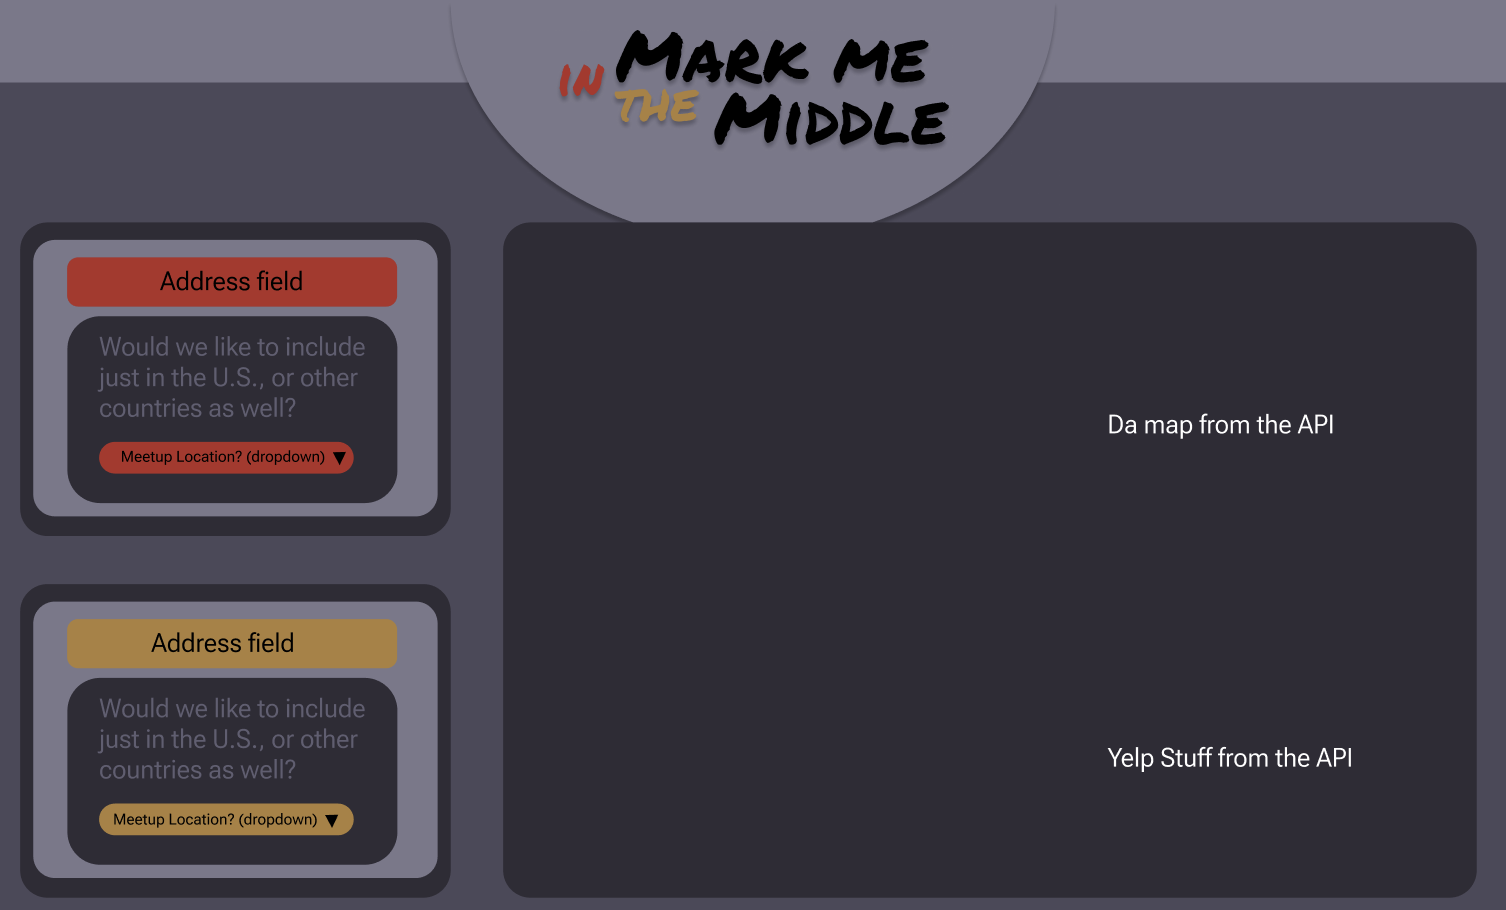 MARK ME
IN
THE
MIDDLE
Address field
Would we like to include
just in the U.S., or other
countries as well?
Meetup Location? (dropdown) ▼
Address field
Would we like to include
just in the U.S., or other
countries as well?
Meetup Location? (dropdown) ▼
Da map from the API
Yelp Stuff from the API